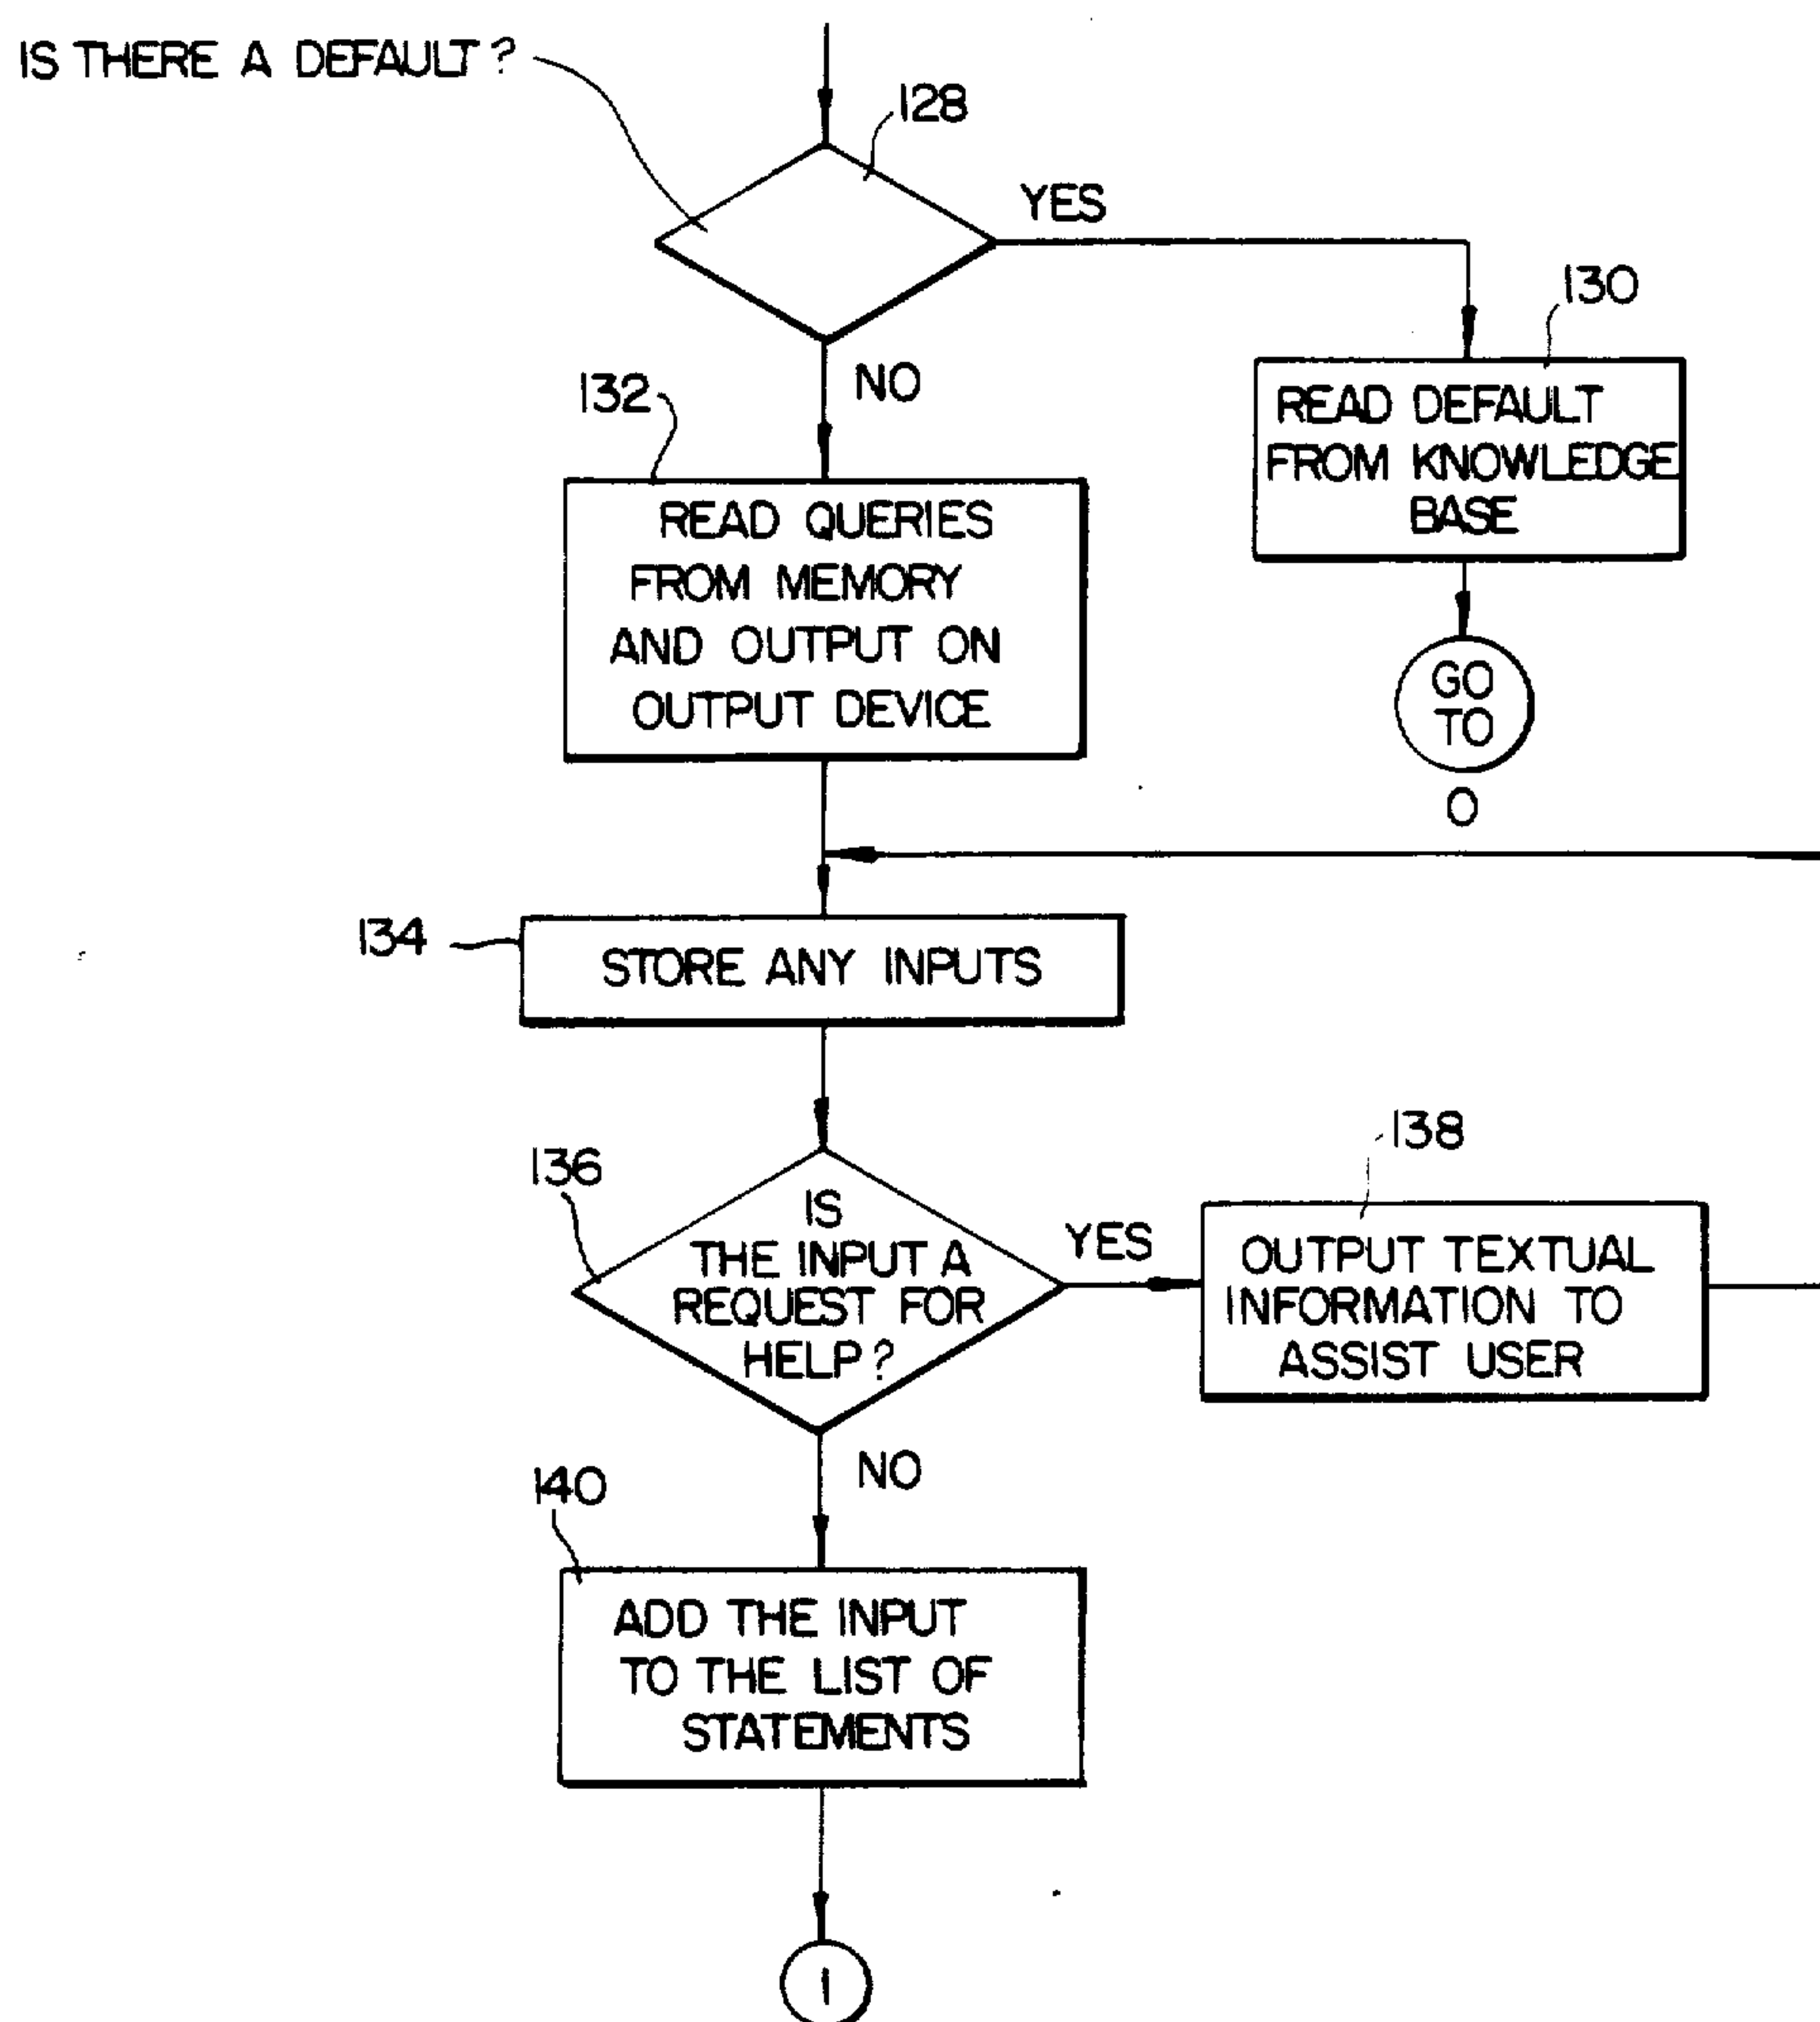 IS THERE A DEFAULT?
128
YES
130
NO
132
READ DEFAULT
FROM KNOWLEDGE
BASE
READ QUERIES
FROM MEMORY
AND OUTPUT ON
OUTPUT DEVICE
GO
TO
O
134
STORE ANY INPUTS
138
136
IS
THE INPUT A
REQUEST FOR
HELP?
YES
OUTPUT TEXTUAL
INFORMATION TO
ASSIST USER
NO
140
ADD THE INPUT
TO THE LIST OF
STATEMENTS
1